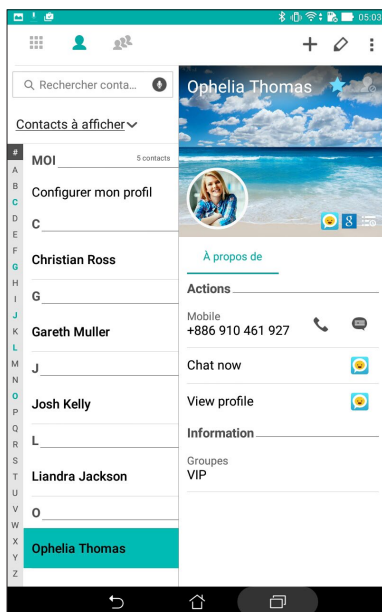 05:03
Rechercher conta...
Contacts à afficher
#
A
B
C
D
E
F
G
H
I
J
K
L
M
N
O
P
Q
R
S
T
U
V
W
X
Y
Z
MOI 5 contacts
Configurer mon profil
C
Christian Ross
G
Gareth Muller
J
Josh Kelly
L
Liandra Jackson
O
Ophelia Thomas
Ophelia Thomas
8
À propos de
Actions
Mobile
+886 910 461 927
Chat now
View profile
Information
Groupes
VIP